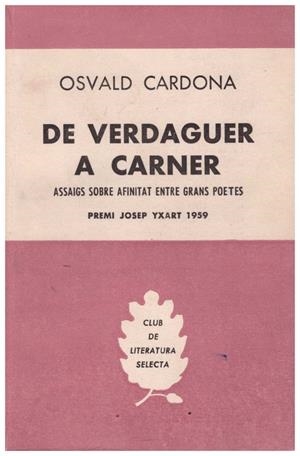 OSVALD CARDONA
DE VERDAGUER
A CARNER
ASSAIGS SOBRE AFINITAT ENTRE GRANS POETES
PREMI JOSEP YXART 1959
CLUB
DE
LITERATURA
SELECTA